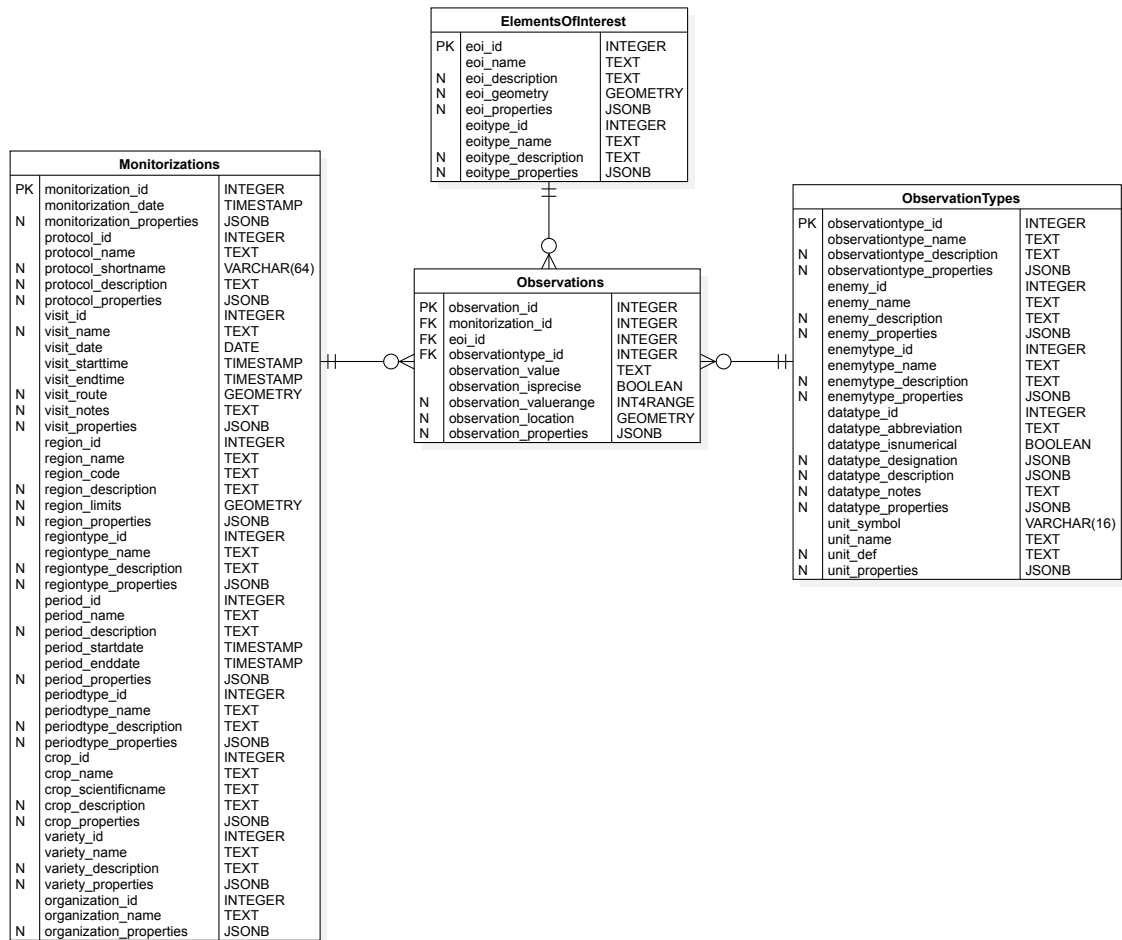 ElementsOfInterest
PK eoi_id INTEGER
eoi_name TEXT
N eoi_description TEXT
N eoi_geometry GEOMETRY
N eoi_properties JSONB
eoitype_id INTEGER
eoitype_name TEXT
N eoitype_description TEXT
N eoitype_properties JSONB
Monitorizations
PK monitorization_id INTEGER
monitorization_date TIMESTAMP
N monitorization_properties JSONB
protocol_id INTEGER
protocol_name TEXT
N protocol_shortname VARCHAR(64)
N protocol_description TEXT
N protocol_properties JSONB
visit_id INTEGER
N visit_name TEXT
visit_date DATE
visit_starttime TIMESTAMP
visit_endtime TIMESTAMP
N visit_route GEOMETRY
N visit_notes TEXT
N visit_properties JSONB
region_id INTEGER
region_name TEXT
region_code TEXT
N region_description TEXT
N region_limits GEOMETRY
N region_properties JSONB
regiontype_id INTEGER
regiontype_name TEXT
N regiontype_description TEXT
N regiontype_properties JSONB
period_id INTEGER
period_name TEXT
N period_description TEXT
period_startdate TIMESTAMP
period_enddate TIMESTAMP
N period_properties JSONB
periodtype_id INTEGER
periodtype_name TEXT
N periodtype_description TEXT
N periodtype_properties JSONB
crop_id INTEGER
crop_name TEXT
crop_scientificname TEXT
N crop_description TEXT
N crop_properties JSONB
variety_id INTEGER
variety_name TEXT
N variety_description TEXT
N variety_properties JSONB
organization_id INTEGER
organization_name TEXT
N organization_properties JSONB
Observations
PK observation_id INTEGER
FK monitorization_id INTEGER
FK eoi_id INTEGER
FK observationtype_id INTEGER
observation_value TEXT
observation_isprecise BOOLEAN
N observation_valuerange INT4RANGE
N observation_location GEOMETRY
N observation_properties JSONB
ObservationTypes
PK observationtype_id INTEGER
observationtype_name TEXT
N observationtype_description TEXT
N observationtype_properties JSONB
enemy_id INTEGER
enemy_name TEXT
N enemy_description TEXT
N enemy_properties JSONB
enemytype_id INTEGER
enemytype_name TEXT
N enemytype_description TEXT
N enemytype_properties JSONB
datatype_id INTEGER
datatype_abbreviation TEXT
datatype_isnumerical BOOLEAN
N datatype_designation JSONB
N datatype_description JSONB
N datatype_notes TEXT
N datatype_properties JSONB
unit_symbol VARCHAR(16)
unit_name TEXT
N unit_def TEXT
N unit_properties JSONB